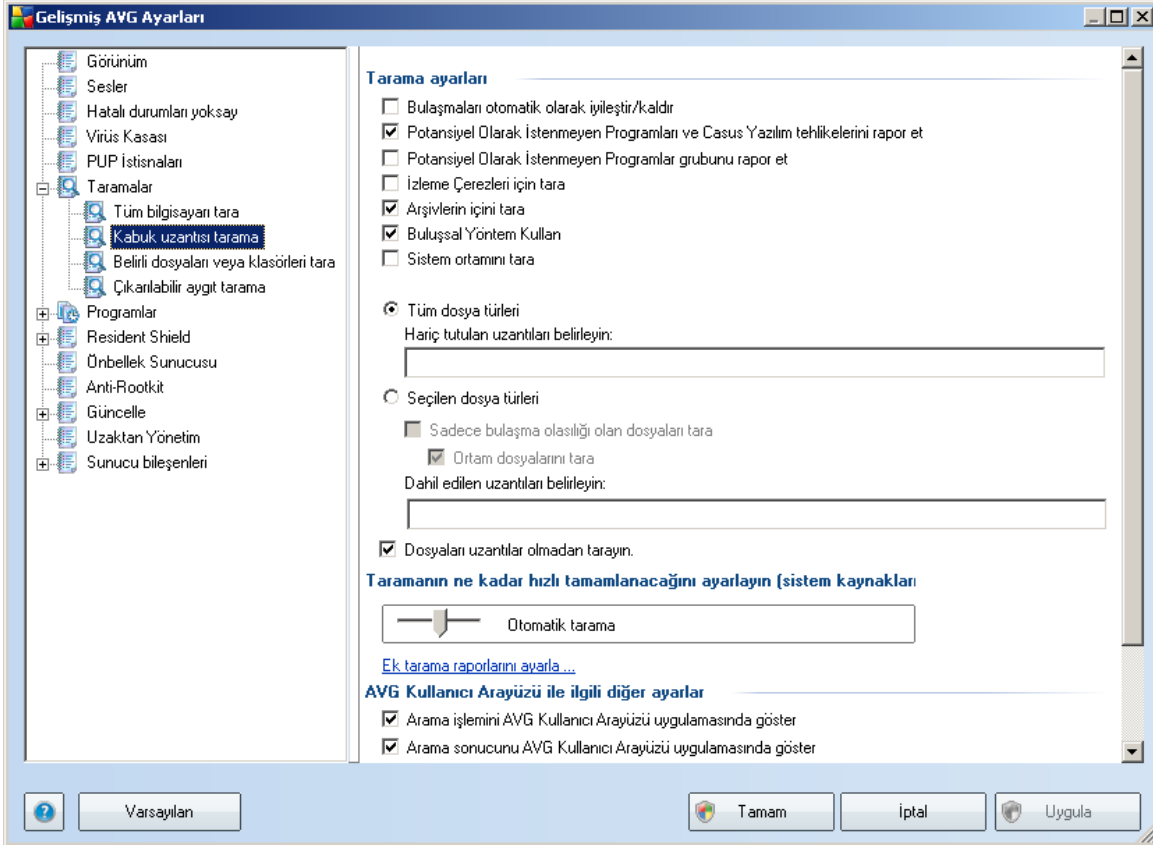 Gelişmiş AVG Ayarları
Görünüm
Sesler
Hatalı durumları yoksay
Virüs Kasası
PUP İstisnaları
Taramalar
Tüm bilgisayarı tara
Kabuk uzantısı tarama
Belirli dosyaları veya klasörleri tara
Çıkarılabilir aygıt tarama
Programlar
Resident Shield
Önbellek Sunucusu
Anti-Rootkit
Güncelle
Uzaktan Yönetim
Sunucu bileşenleri
Tarama ayarları
Bulaşmaları otomatik olarak iyileştir/kaldır
Potansiyel Olarak İstenmeyen Programları ve Casus Yazılım tehlikelerini rapor et
Potansiyel Olarak İstenmeyen Programlar grubunu rapor et
İzleme Çerezleri için tara
Arşivlerin içini tara
Buluşsal Yöntem Kullan
Sistem ortamını tara
Tüm dosya türleri
Hariç tutulan uzantıları belirleyin:
Seçilen dosya türleri
Sadece bulaşma olasılığı olan dosyaları tara
Ortam dosyalarını tara
Dahil edilen uzantıları belirleyin:
Dosyaları uzantılar olmadan tarayın.
Taramanın ne kadar hızlı tamamlanacağını ayarlayın (sistem kaynakları
Otomatik tarama
Ek tarama raporlarını ayarla ...
AVG Kullanıcı Arayüzü ile ilgili diğer ayarlar
Arama işlemini AVG Kullanıcı Arayüzü uygulamasında göster
Arama sonucunu AVG Kullanıcı Arayüzü uygulamasında göster
Varsayılan
Tamam
İptal
Uygula